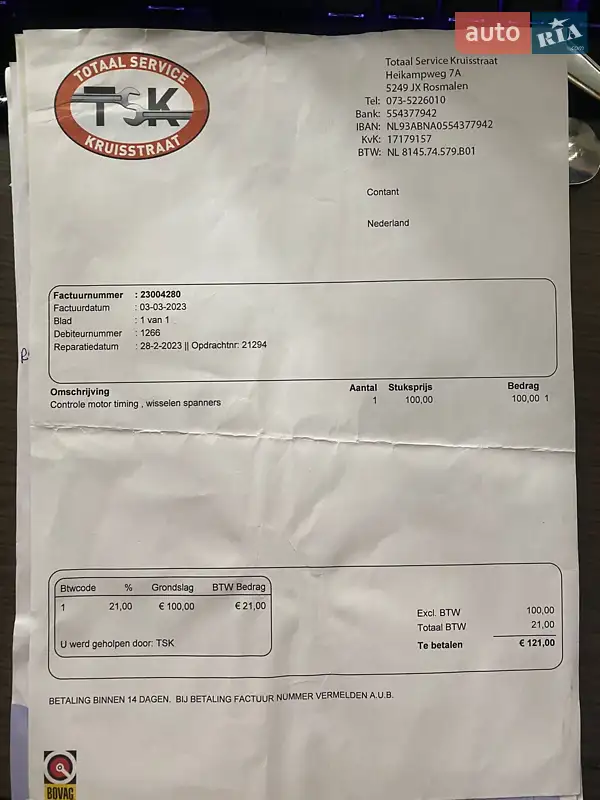 auto RIA .com
TOTAAL SERVICE
TSK
KRUISSTRAAT
Totaal Service Kruisstraat
Heikampweg 7A
5249 JX Rosmalen
Tel: 073-5226010
Bank: 554377942
IBAN: NL93ABNA0554377942
KvK: 17179157
BTW: NL 8145.74.579.B01
Contant
Nederland
Factuurnummer : 23004280
Factuurdatum : 03-03-2023
Blad : 1 van 1
Debiteurnummer : 1266
Reparatiedatum : 28-2-2023 || Opdrachtnr: 21294
Omschrijving Aantal Stuksprijs Bedrag
Controle motor timing , wisselen spanners 1 100,00 100,00 1
Btwcode % Grondslag BTW Bedrag
1 21,00 € 100,00 € 21,00
U werd geholpen door: TSK
Excl. BTW 100,00
Totaal BTW 21,00
Te betalen € 121,00
BETALING BINNEN 14 DAGEN. BIJ BETALING FACTUUR NUMMER VERMELDEN A.U.B.
BOVAG